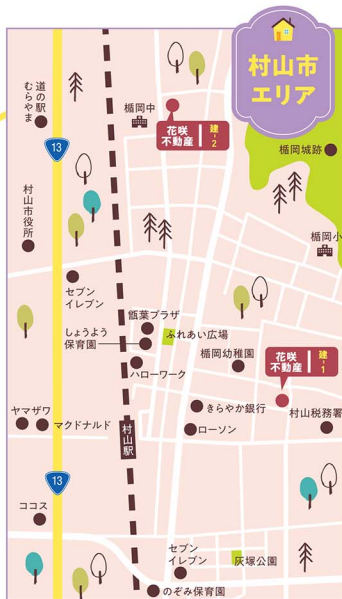 村山市
エリア
道の駅
むらやま
楯岡中
花咲
不動産
建-2
13
楯岡城跡
村山市役所
楯岡小
セブン
イレブン
甑葉プラザ
しょうよう
保育園
ふれあい広場
楯岡幼稚園
花咲
不動産
建-1
ハローワーク
きらやか銀行
村山税務署
ヤマザワ
マクドナルド
ローソン
村山駅
13
ココス
セブン
イレブン
灰塚公園
のぞみ保育園